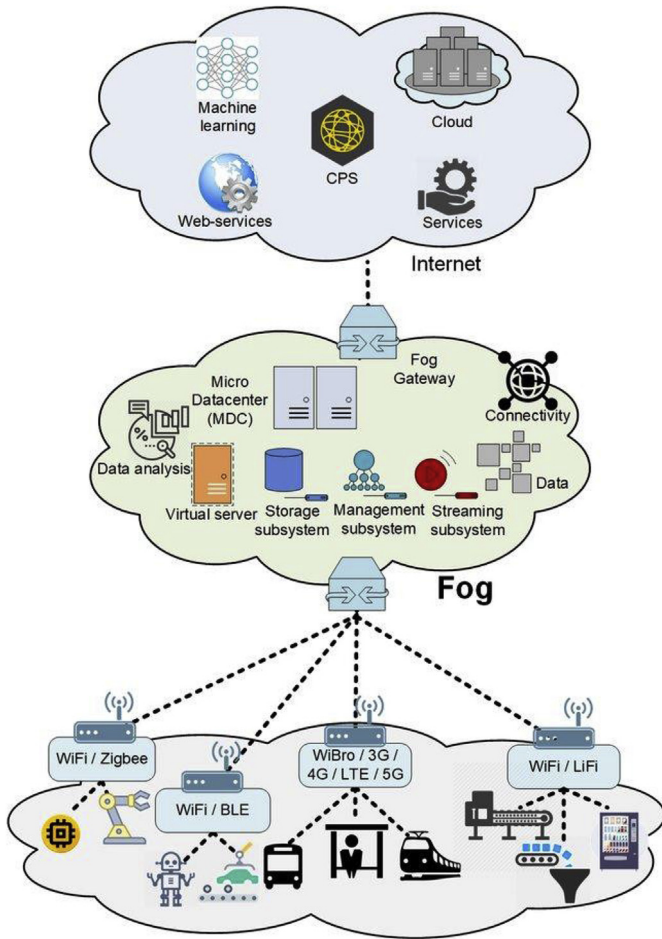 Machine
learning
Cloud
CPS
Web-services
Services
Internet
Fog
Gateway
Micro
Datacenter
(MDC)
Connectivity
Data analysis
Data
Virtual server
Storage
subsystem
Management
subsystem
Streaming
subsystem
Fog
WiFi / Zigbee
WiFi / BLE
WiBro / 3G /
4G / LTE / 5G
WiFi / LiFi